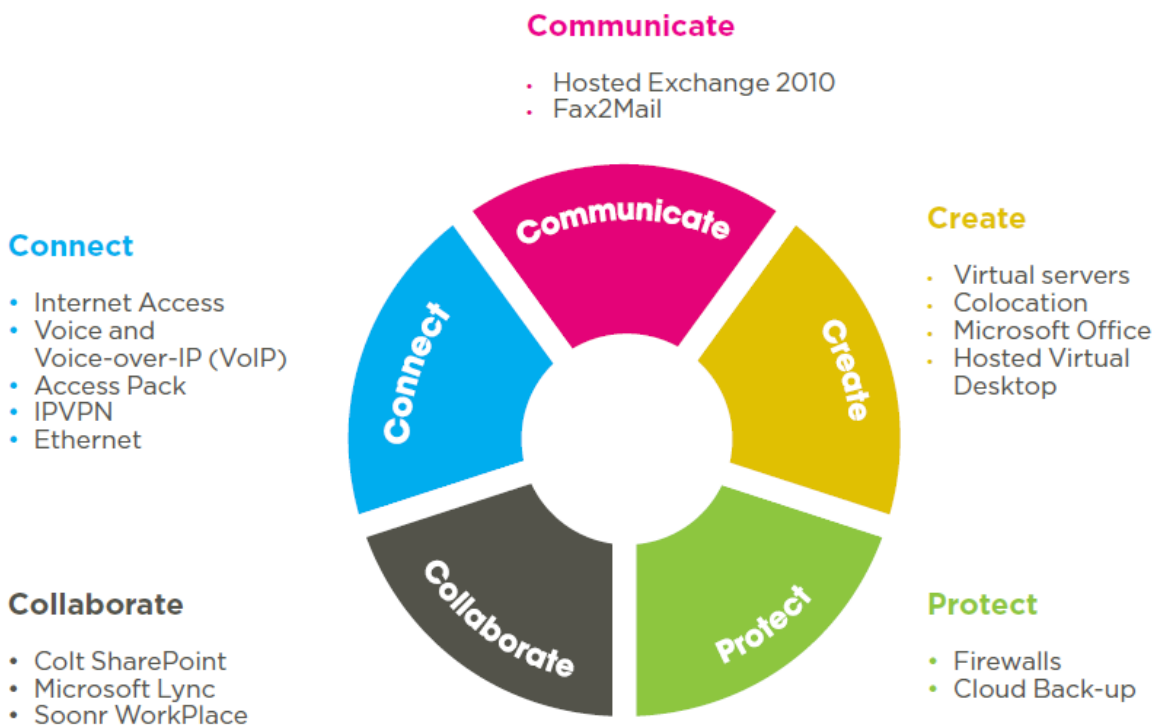 Communicate
• Hosted Exchange 2010
• Fax2Mail
Communicate
Connect
• Internet Access
• Voice and
Voice-over-IP (VoIP)
• Access Pack
• IPVPN
• Ethernet
Connect
Create
Create
• Virtual servers
• Colocation
• Microsoft Office
• Hosted Virtual
Desktop
Collaborate
• Colt SharePoint
• Microsoft Lync
• Soonr WorkPlace
Collaborate
Protect
Protect
• Firewalls
• Cloud Back-up